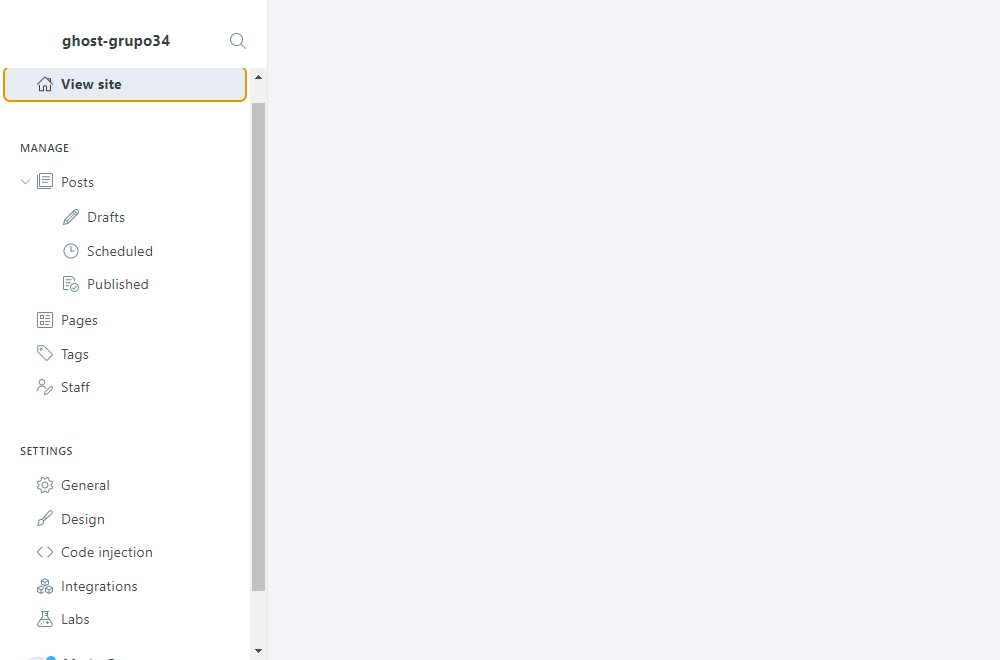 ghost-grupo34
View site
MANAGE
Posts
Drafts
Scheduled
Published
Pages
Tags
Staff
SETTINGS
General
Design
Code injection
Integrations
Labs